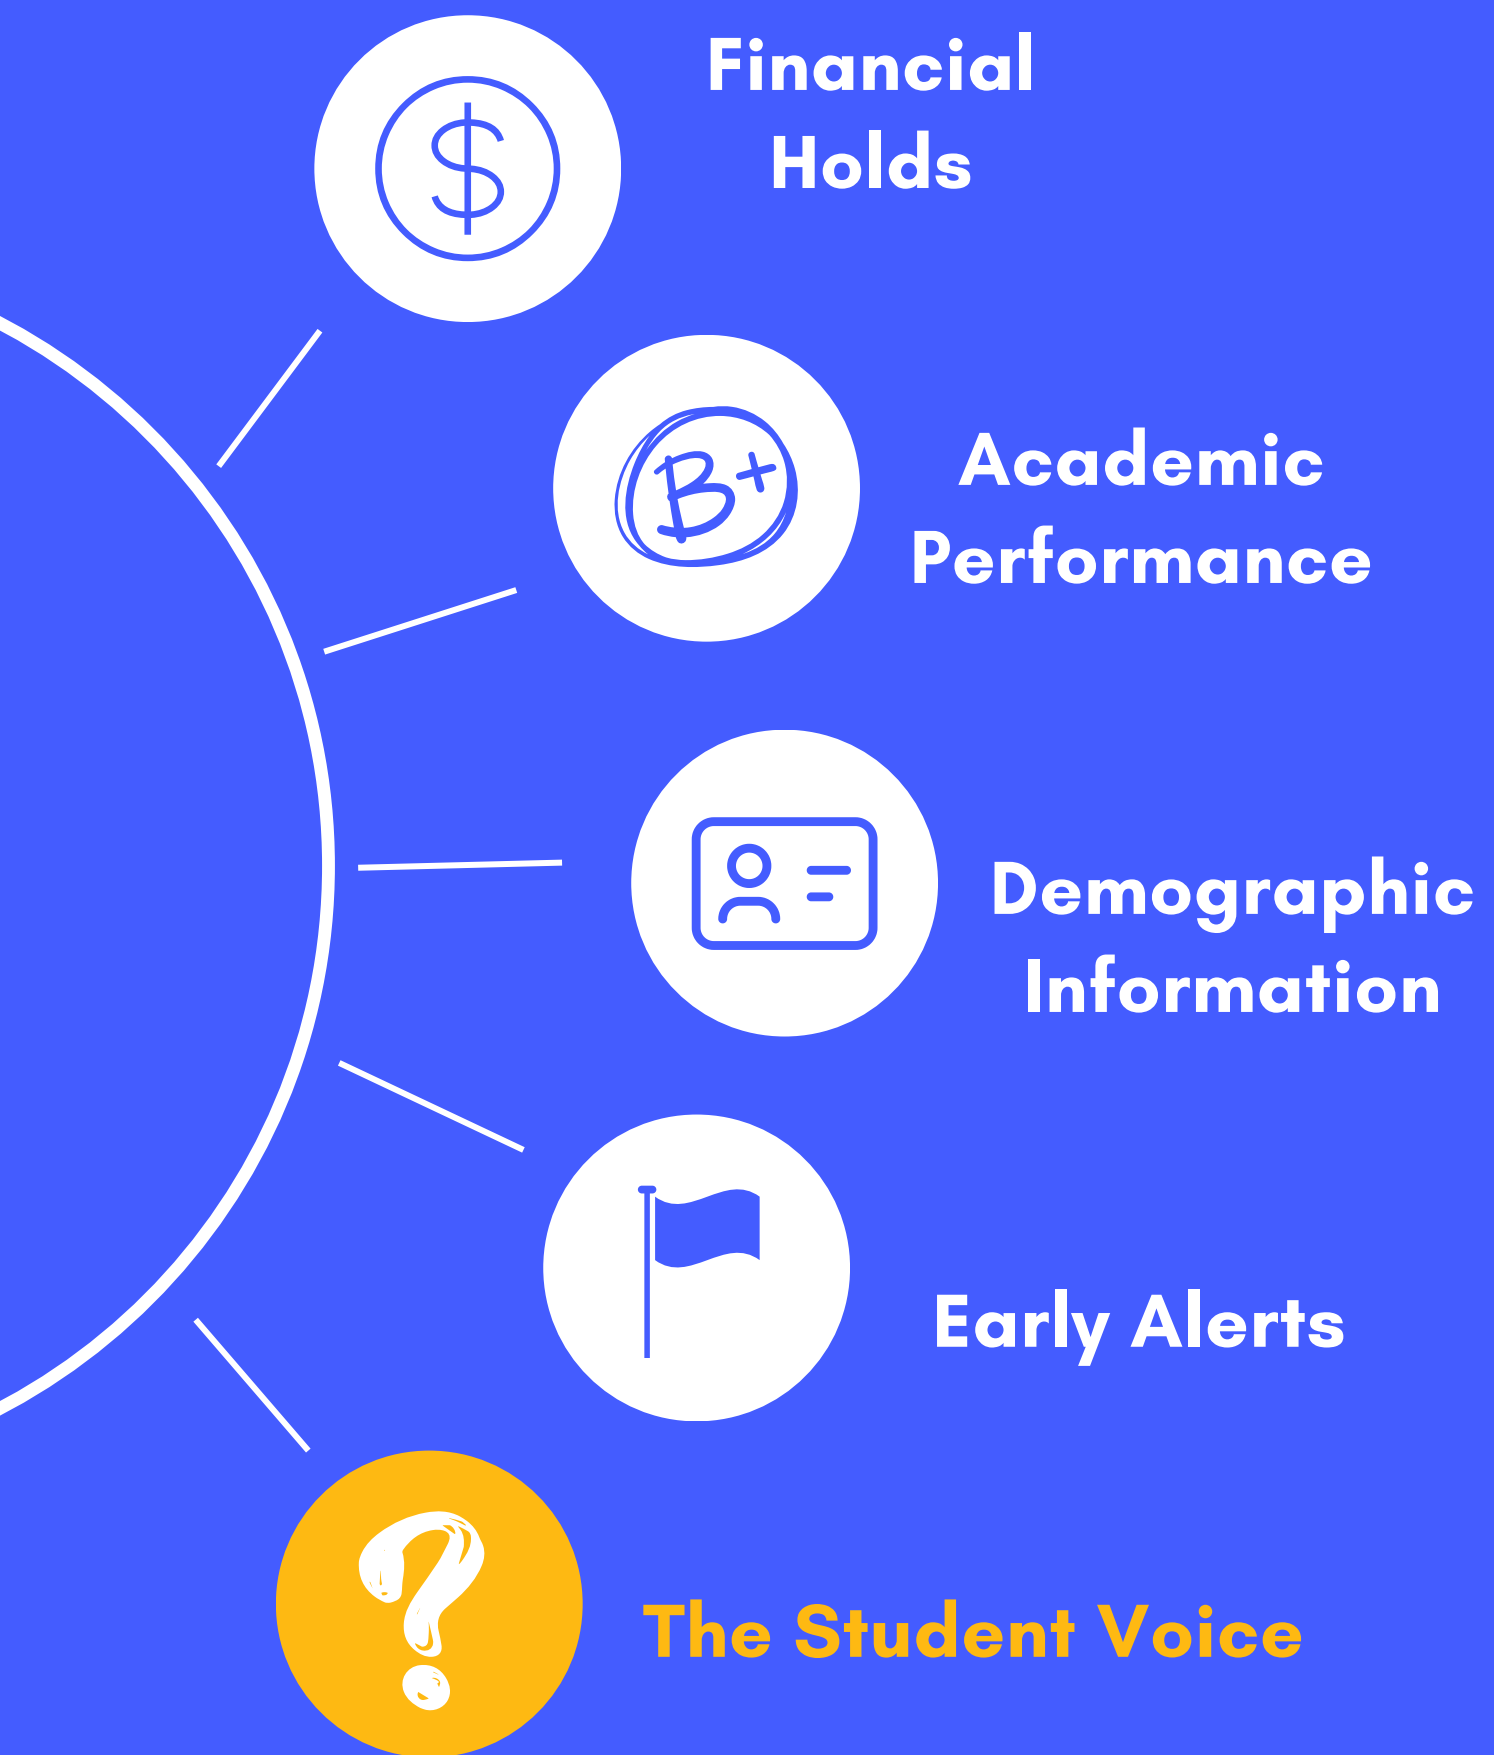 Financial
Holds
$
B+
Academic
Performance
Demographic
Information
Early Alerts
?
The Student Voice